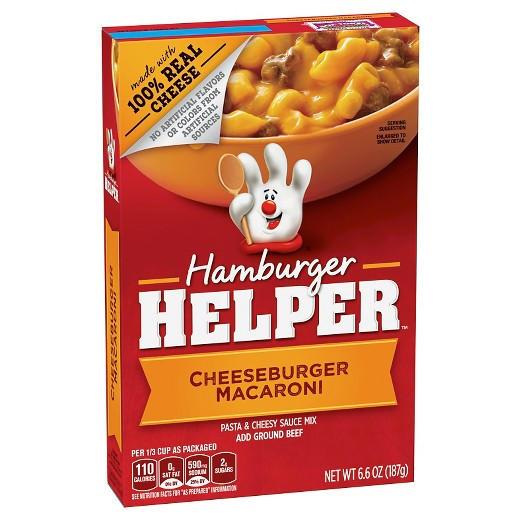 made with
100% REAL
CHEESE
NO ARTIFICIAL FLAVORS
OR COLORS FROM
ARTIFICIAL
SOURCES
SERVING
SUGGESTION
ENLARGED TO
SHOW DETAIL
Hamburger
HELPER™
CHEESEBURGER
MACARONI
PASTA & CHEESY SAUCE MIX
ADD GROUND BEEF
PER 1/3 CUP AS PACKAGED
110
CALORIES
0g
SAT FAT
0% DV
590mg
SODIUM
25% DV
2g
SUGARS
SEE NUTRITION FACTS FOR "AS PREPARED" INFORMATION
NET WT 6.6 OZ (187g)
Hamburger
HELPER
CHEESEBURGER
MACARONI